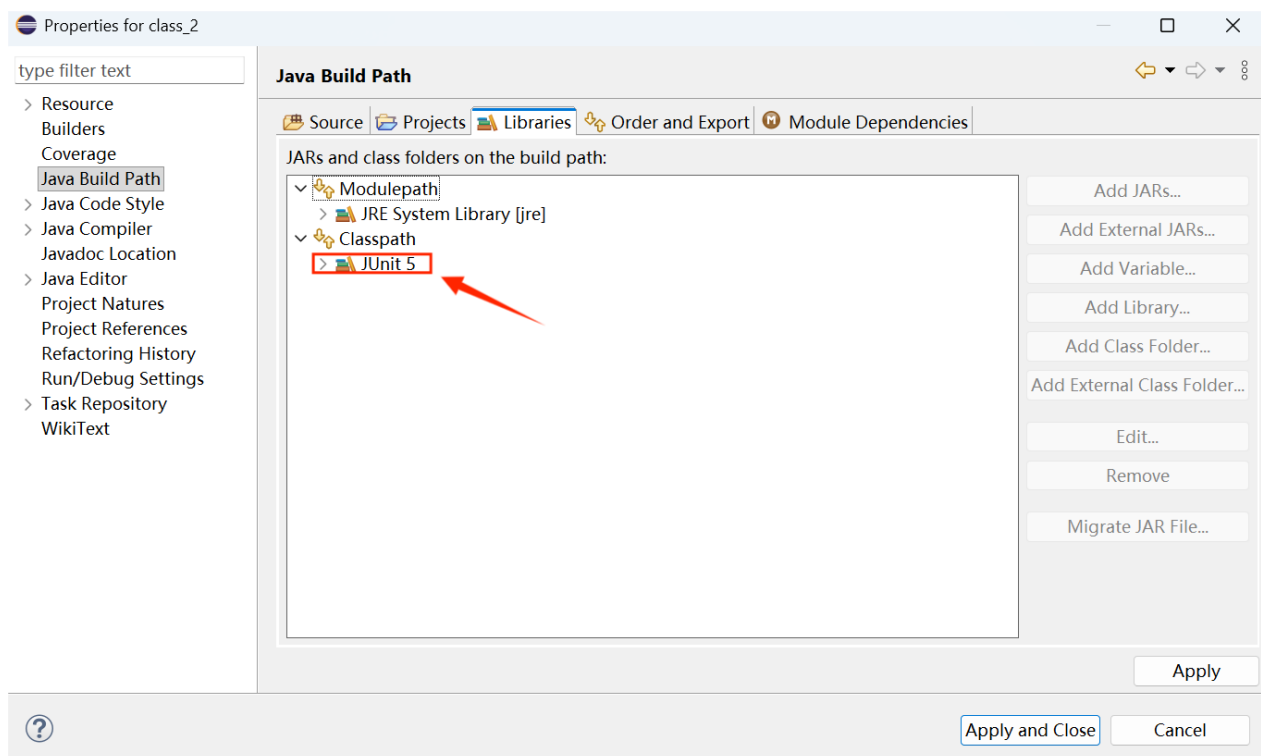 Properties for class_2
type filter text
Resource
Builders
Coverage
Java Build Path
Java Code Style
Java Compiler
Javadoc Location
Java Editor
Project Natures
Project References
Refactoring History
Run/Debug Settings
Task Repository
WikiText
Java Build Path
Source Projects Libraries Order and Export Module Dependencies
JARs and class folders on the build path:
Modulepath
JRE System Library [jre]
Classpath
JUnit 5
Add JARs...
Add External JARs...
Add Variable...
Add Library...
Add Class Folder...
Add External Class Folder...
Edit...
Remove
Migrate JAR File...
Apply
?
Apply and Close Cancel